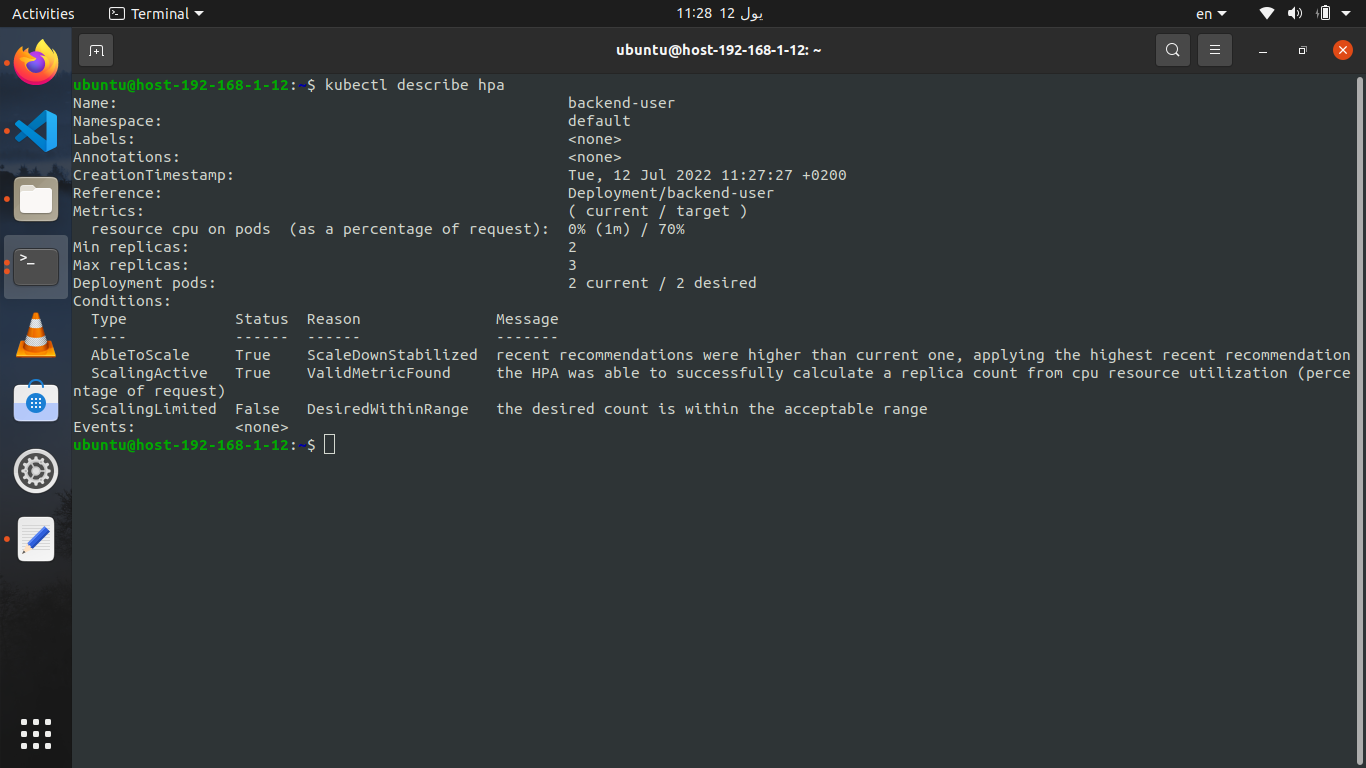 Activities Terminal 11:28 12 يول en
ubuntu@host-192-168-1-12: ~
ubuntu@host-192-168-1-12:~$ kubectl describe hpa
Name: backend-user
Namespace: default
Labels: <none>
Annotations: <none>
CreationTimestamp: Tue, 12 Jul 2022 11:27:27 +0200
Reference: Deployment/backend-user
Metrics: ( current / target )
  resource cpu on pods  (as a percentage of request):  0% (1m) / 70%
Min replicas: 2
Max replicas: 3
Deployment pods: 2 current / 2 desired
Conditions:
  Type            Status  Reason               Message
  ----            ------  ------               -------
  AbleToScale     True    ScaleDownStabilized  recent recommendations were higher than current one, applying the highest recent recommendation
  ScalingActive   True    ValidMetricFound     the HPA was able to successfully calculate a replica count from cpu resource utilization (perce
ntage of request)
  ScalingLimited  False   DesiredWithinRange   the desired count is within the acceptable range
Events:           <none>
ubuntu@host-192-168-1-12:~$